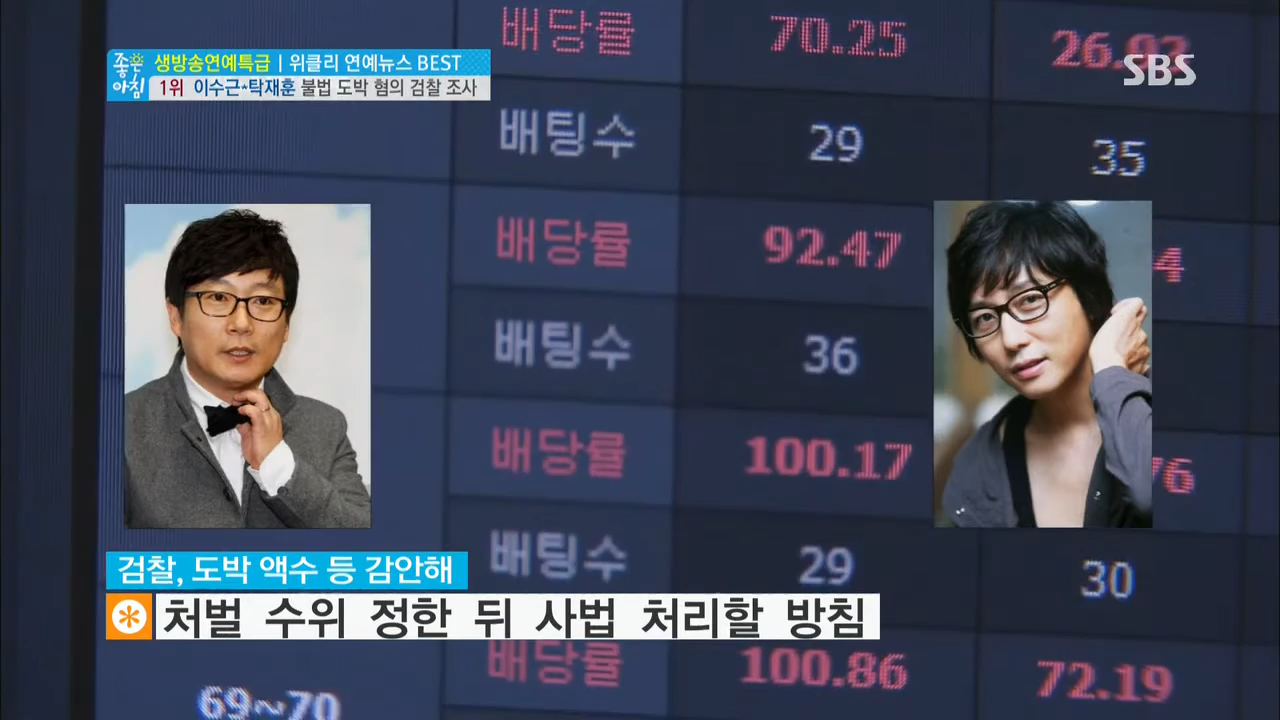 좋은
아침
생방송연예특급 | 위클리 연예뉴스 BEST
1위 이수근*탁재훈 불법 도박 혐의 검찰 조사
SBS
배당률 70.25 26.93
배팅수 29 35
배당률 92.47 4
배팅수 36
배당률 100.17 76
배팅수 29 30
검찰, 도박 액수 등 감안해
처벌 수위 정한 뒤 사법 처리할 방침
배당률 100.86 72.19
69~70